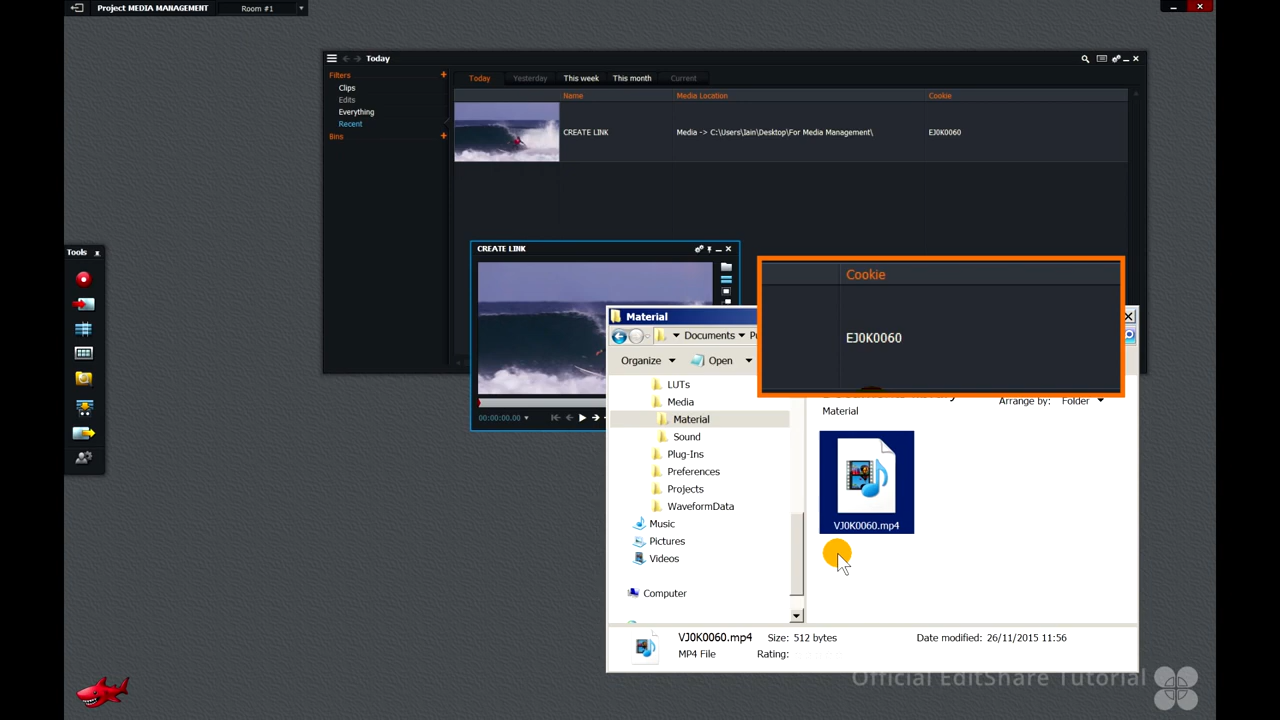 Project MEDIA MANAGEMENT
Room #1
Today
Filters
Clips
Edits
Everything
Recent
Bins
Today Yesterday This week This month Current
Name Media Location Cookie
CREATE LINK Media -> C:\Users\Iain\Desktop\For Media Management\ EJ0K0060
Tools
CREATE LINK
00:00:00.00
Cookie
EJ0K0060
Material
Documents
Organize Open
Arrange by: Folder
Material
LUTs
Media
Material
Sound
Plug-Ins
Preferences
Projects
WaveformData
Music
Pictures
Videos
Computer
VJ0K0060.mp4
VJ0K0060.mp4 Size: 512 bytes Date modified: 26/11/2015 11:56
MP4 File Rating:
Official EditShare Tutorial